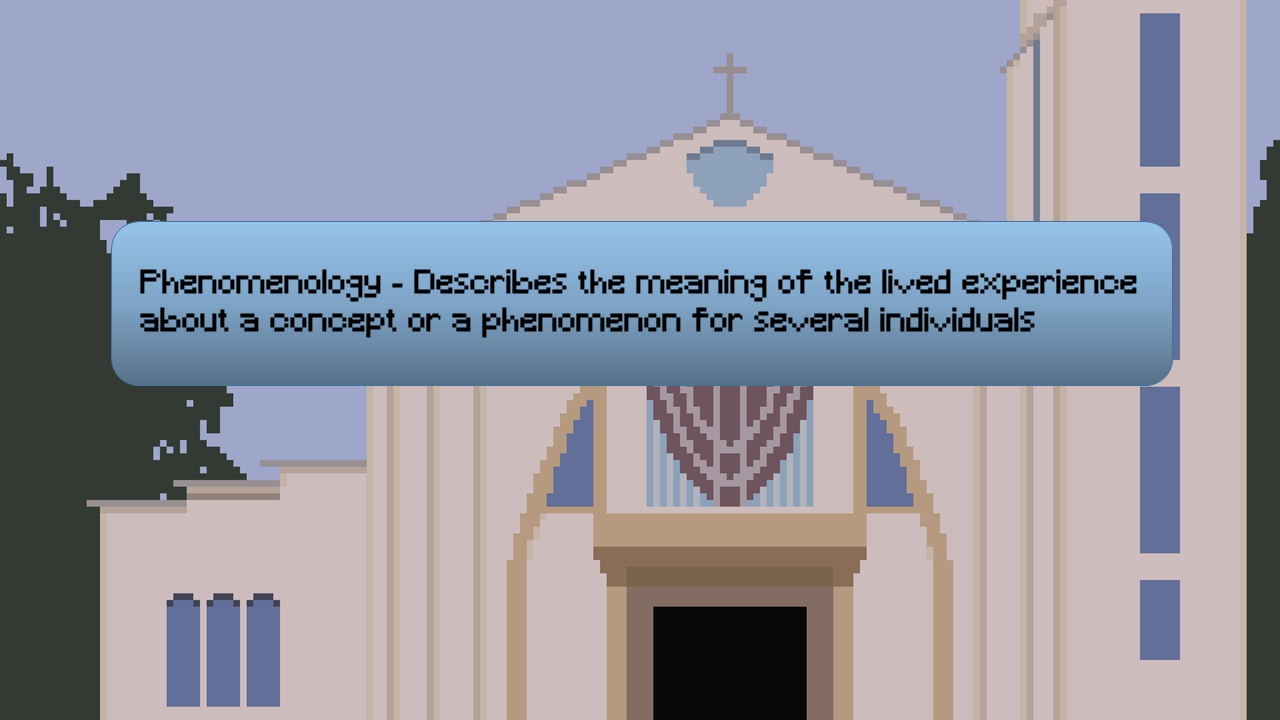 Phenomenology - Describes the meaning of the lived experience
about a concept or a phenomenon for several individuals